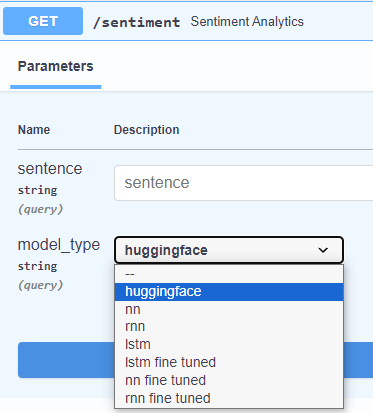 GET /sentiment Sentiment Analytics
Parameters
Name Description
sentence
string
(query)
sentence
model_type
string
(query)
huggingface
--
huggingface
nn
rnn
lstm
lstm fine tuned
nn fine tuned
rnn fine tuned